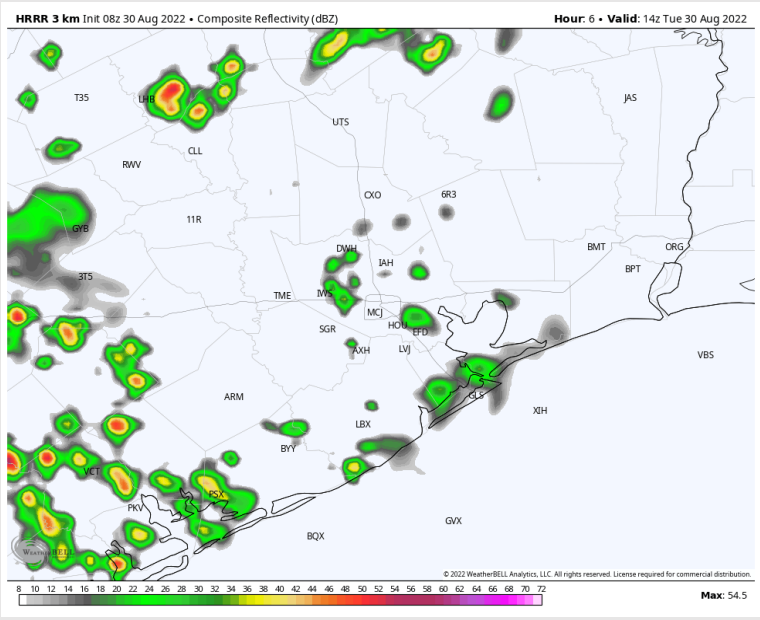 HRRR 3 km Init 08z 30 Aug 2022 • Composite Reflectivity (dBZ)
Hour: 6 • Valid: 14z Tue 30 Aug 2022
T35
LHB
JAS
UTS
CLL
RWV
CXO
6R3
11R
GYB
DWH
BMT
ORG
IAH
BPT
3T5
TME
IWS
MCJ
SGR
HOU
EFD
AXH
LVJ
VBS
ARM
GLS
XIH
LBX
BYY
VCT
PSX
PKV
GVX
BQX
WeatherBELL
© 2022 WeatherBELL Analytics, LLC. All rights reserved. License required for commercial distribution.
8 10 12 14 16 18 20 22 24 26 28 30 32 34 36 38 40 42 44 46 48 50 52 54 56 58 60 62 64 66 68 70 72
Max: 54.5